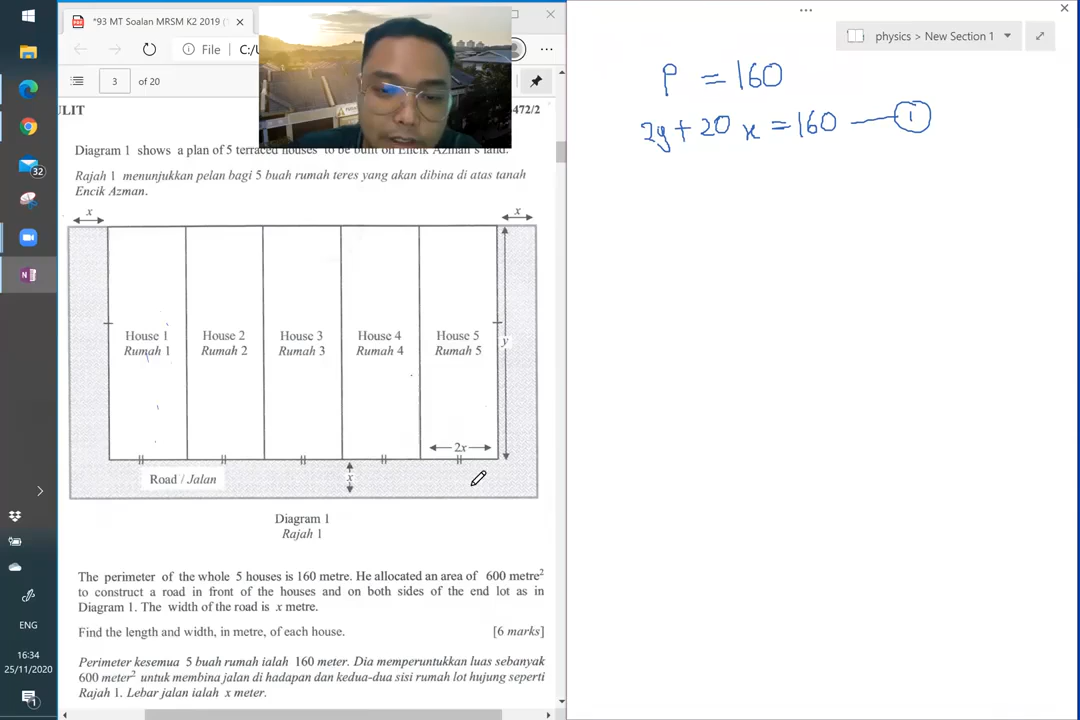 *93 MT Soalan MRSM K2 2019 (
File
C:/
3 of 20
physics > New Section 1
ULIT
472/2
Diagram 1 shows a plan of 5 terraced houses to be built on Encik Azman's land.
Rajah 1 menunjukkan pelan bagi 5 buah rumah teres yang akan dibina di atas tanah
Encik Azman.
x
x
House 1
Rumah 1
House 2
Rumah 2
House 3
Rumah 3
House 4
Rumah 4
House 5
Rumah 5
y
2x
Road / Jalan
x
Diagram 1
Rajah 1
The perimeter of the whole 5 houses is 160 metre. He allocated an area of 600 metre²
to construct a road in front of the houses and on both sides of the end lot as in
Diagram 1. The width of the road is x metre.
Find the length and width, in metre, of each house. [6 marks]
Perimeter kesemua 5 buah rumah ialah 160 meter. Dia memperuntukkan luas sebanyak
600 meter² untuk membina jalan di hadapan dan kedua-dua sisi rumah lot hujung seperti
Rajah 1. Lebar jalan ialah x meter.
P = 160
2y + 20x = 160 — ①
32
N
ENG
16:34
25/11/2020
1